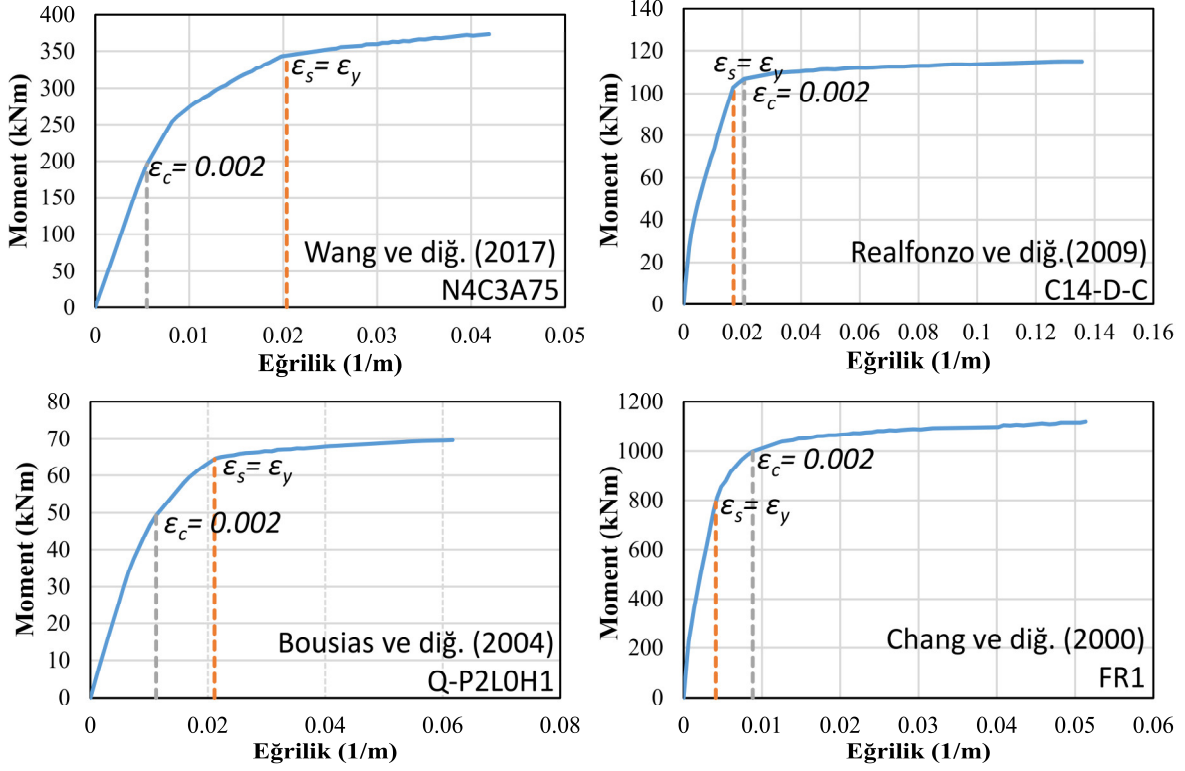 400
350
300
250
200
150
100
50
0
Moment (kNm)
εs= εy
εc= 0.002
Wang ve diğ. (2017)
N4C3A75
0 0.01 0.02 0.03 0.04 0.05
Eğrilik (1/m)
140
120
100
80
60
40
20
0
Moment (kNm)
εs= εy
εc= 0.002
Realfonzo ve diğ.(2009)
C14-D-C
0 0.02 0.04 0.06 0.08 0.1 0.12 0.14 0.16
Eğrilik (1/m)
80
70
60
50
40
30
20
10
0
Moment (kNm)
εs= εy
εc= 0.002
Bousias ve diğ. (2004)
Q-P2L0H1
0 0.02 0.04 0.06 0.08
Eğrilik (1/m)
1200
1000
800
600
400
200
0
Moment (kNm)
εc= 0.002
εs= εy
Chang ve diğ. (2000)
FR1
0 0.01 0.02 0.03 0.04 0.05 0.06
Eğrilik (1/m)